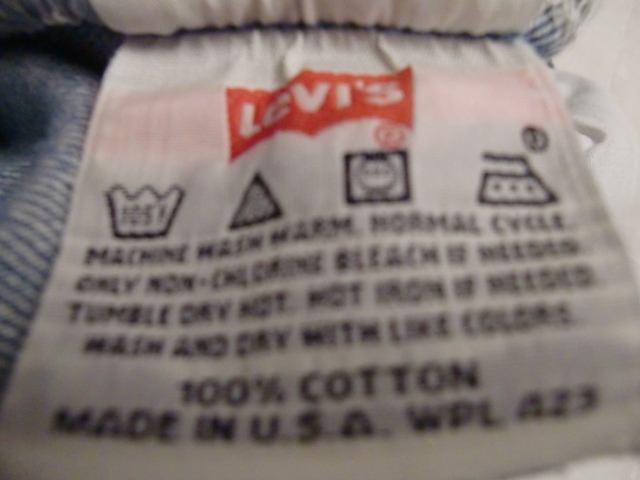 LEVI'S
105F
MACHINE WASH WARM. NORMAL CYCLE.
ONLY NON-CHLORINE BLEACH IF NEEDED.
TUMBLE DRY HOT. HOT IRON IF NEEDED.
WASH AND DRY WITH LIKE COLORS.
100% COTTON
MADE IN U.S.A. WPL 423